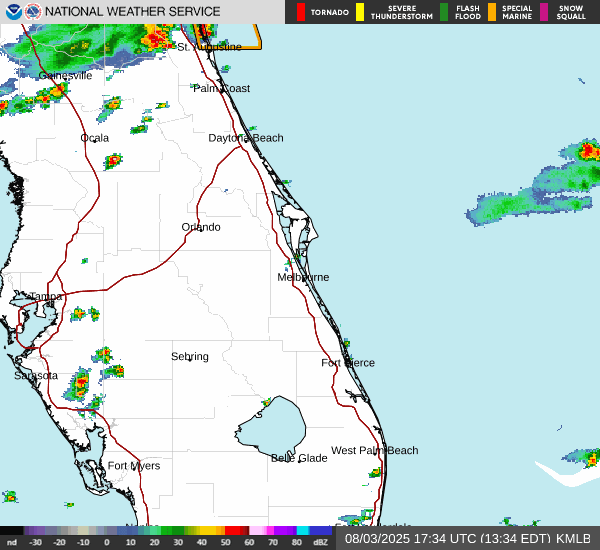 NATIONAL WEATHER SERVICE
TORNADO
SEVERE THUNDERSTORM
FLASH FLOOD
SPECIAL MARINE
SNOW SQUALL
St. Augustine
Gainesville
Palm Coast
Ocala
Daytona Beach
Orlando
Melbourne
Tampa
Sebring
Fort Pierce
Sarasota
West Palm Beach
Belle Glade
Fort Myers
nd -30 -20 -10 0 10 20 30 40 50 60 70 80 dBZ
08/03/2025 17:34 UTC (13:34 EDT) KMLB